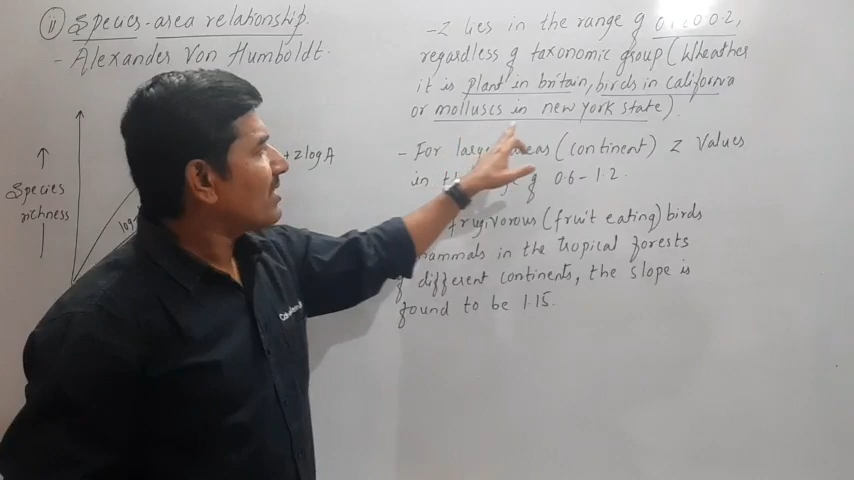 ii Species-area relationship.
- Alexander Von Humboldt.
Species
richness
log
+ z log A
- Z lies in the range of 0.1 to 0.2,
regardless of taxonomic group (Wheather
it is plant in britain, birds in california
or molluscs in new york state).
- For large areas (continent) Z values
in of 0.6 - 1.2.
frugivorous (fruit eating) birds
mammals in the tropical forests
of different continents, the slope is
found to be 1.15.